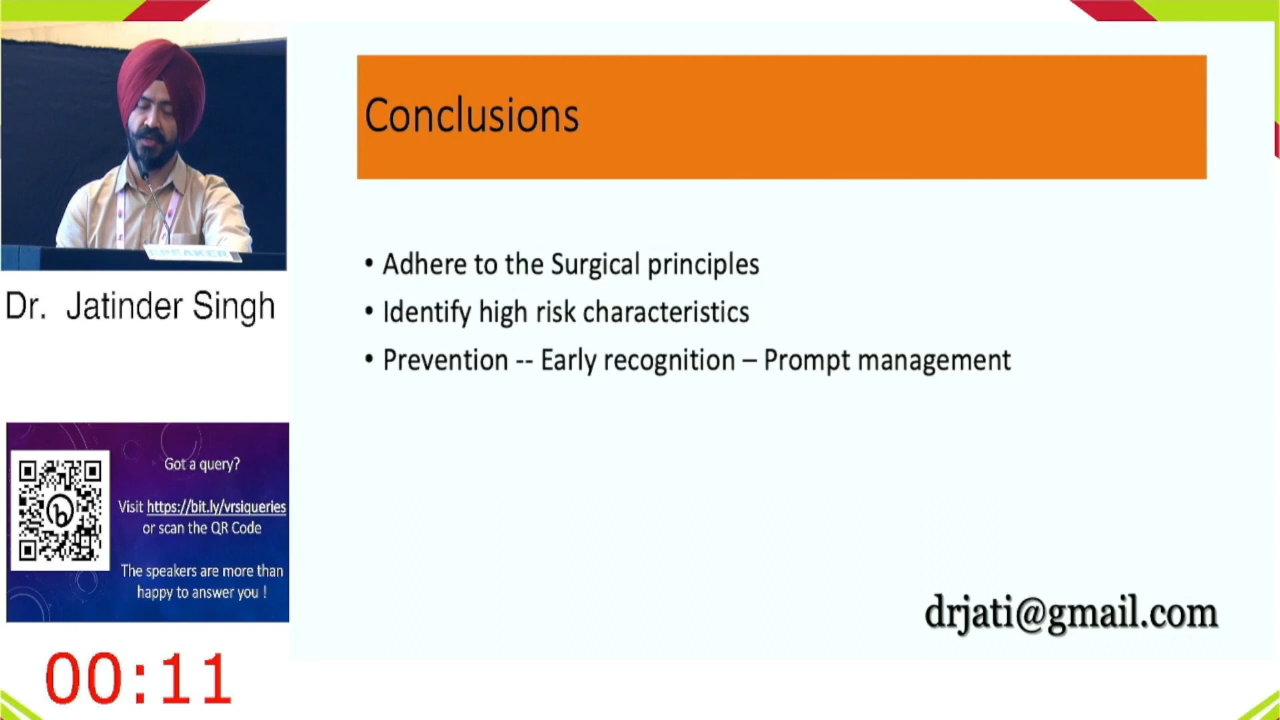 Conclusions
• Adhere to the Surgical principles
• Identify high risk characteristics
• Prevention -- Early recognition – Prompt management
drjati@gmail.com
SPEAKER
Dr. Jatinder Singh
Got a query?
Visit https://bit.ly/vrsiqueries
or scan the QR Code
The speakers are more than
happy to answer you !
00:11